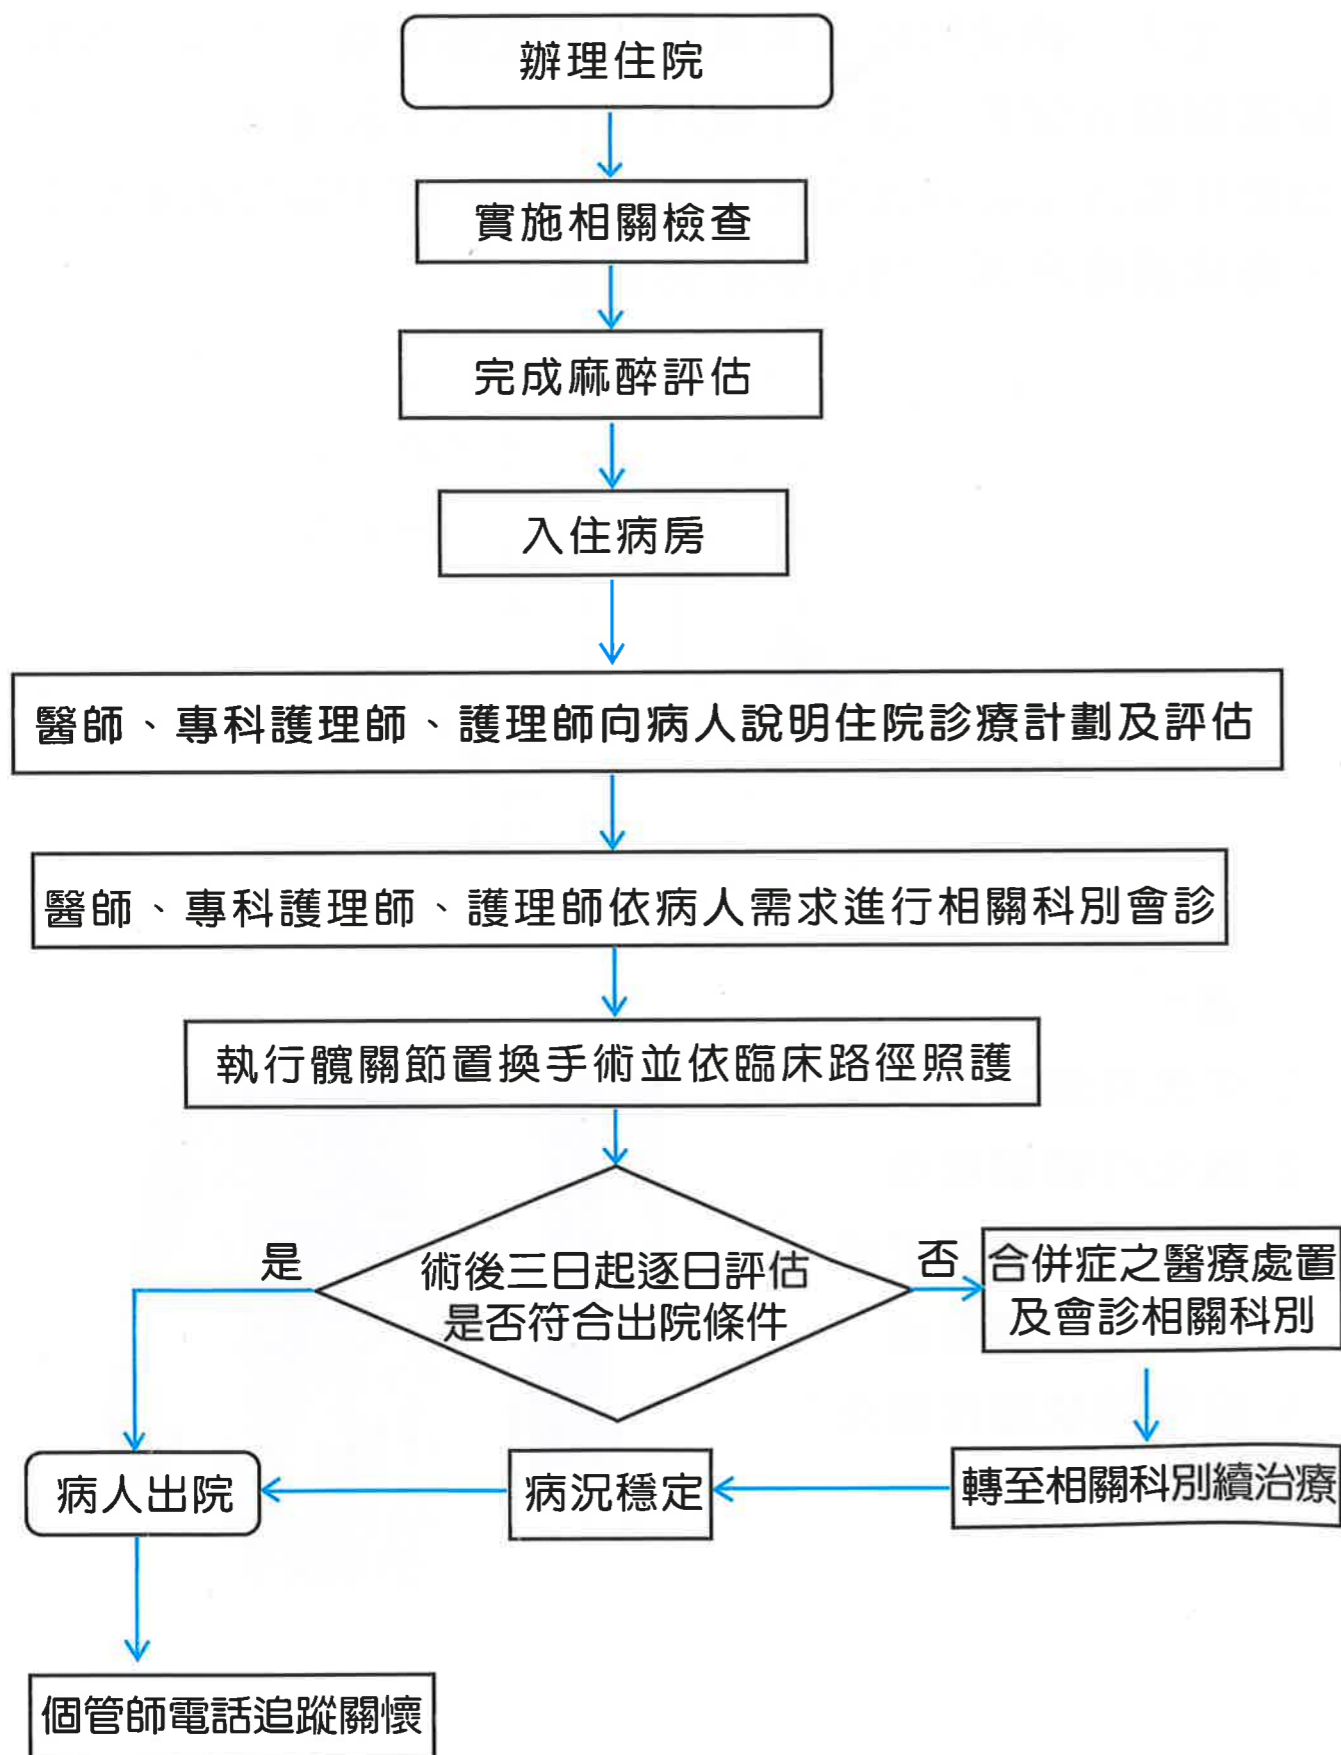 辦理住院
實施相關檢查
完成麻醉評估
入住病房
醫師、專科護理師、護理師向病人說明住院診療計劃及評估
醫師、專科護理師、護理師依病人需求進行相關科別會診
執行髖關節置換手術並依臨床路徑照護
是
術後三日起逐日評估
是否符合出院條件
否
合併症之醫療處置
及會診相關科別
病人出院
病況穩定
轉至相關科別續治療
個管師電話追蹤關懷